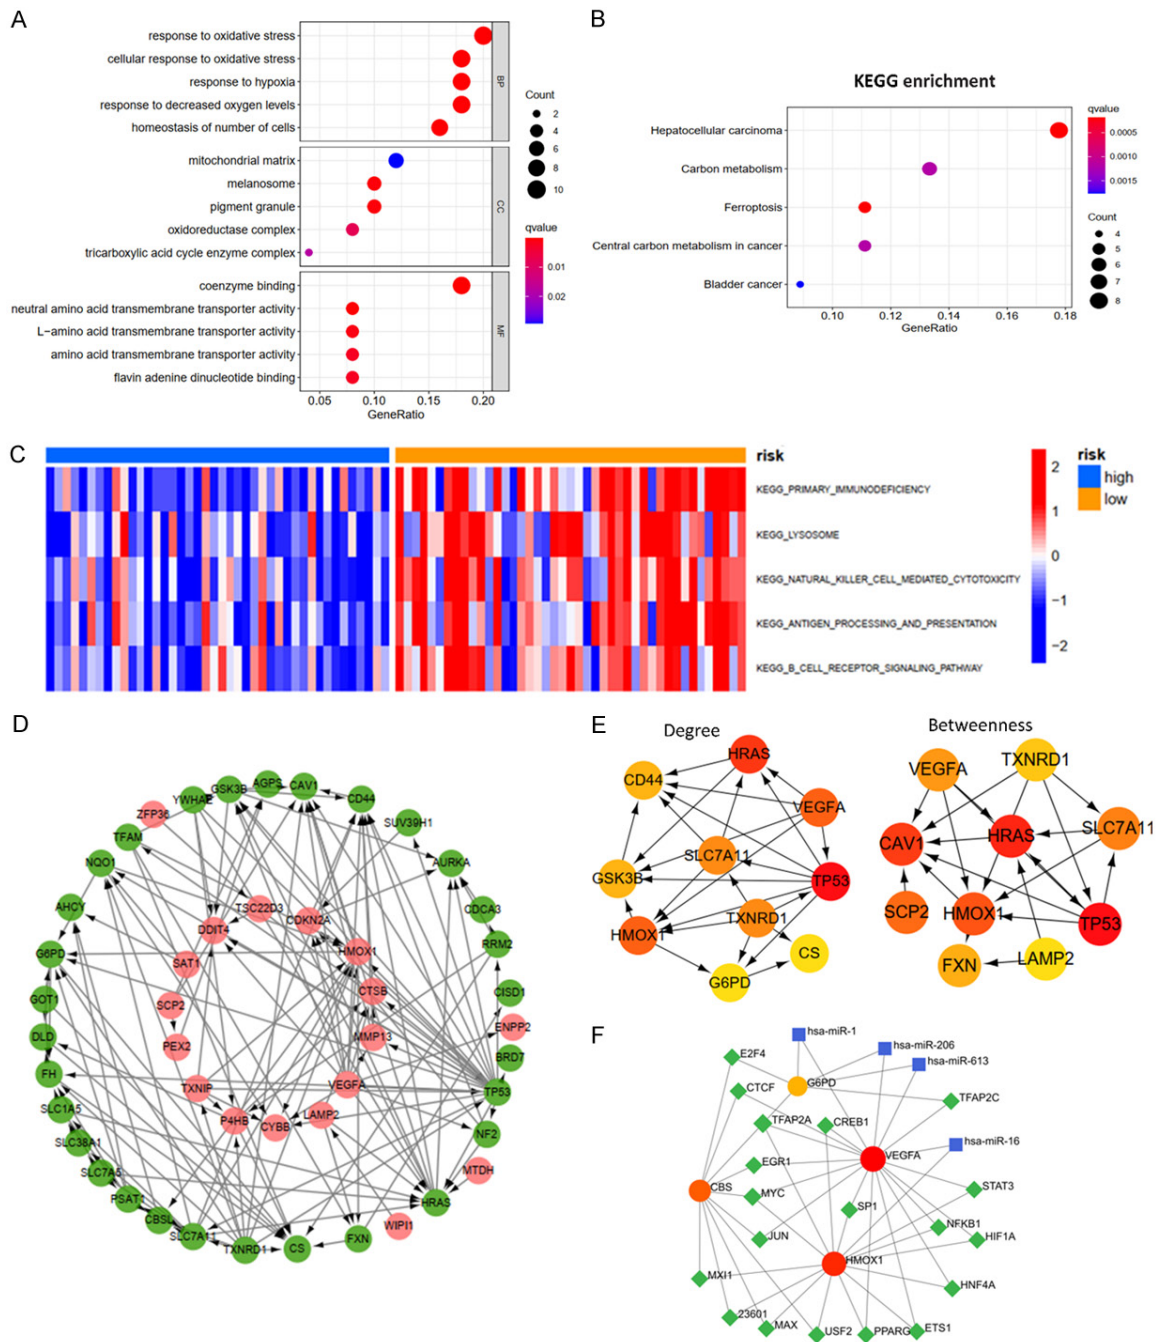 A
response to oxidative stress
cellular response to oxidative stress
response to hypoxia
response to decreased oxygen levels
homeostasis of number of cells
BP
mitochondrial matrix
melanosome
pigment granule
oxidoreductase complex
tricarboxylic acid cycle enzyme complex
CC
coenzyme binding
neutral amino acid transmembrane transporter activity
L−amino acid transmembrane transporter activity
amino acid transmembrane transporter activity
flavin adenine dinucleotide binding
MF
0.05 0.10 0.15 0.20
GeneRatio
Count
2
4
6
8
10
qvalue
0.01
0.02
B
KEGG enrichment
Hepatocellular carcinoma
Carbon metabolism
Ferroptosis
Central carbon metabolism in cancer
Bladder cancer
0.10 0.12 0.14 0.16 0.18
GeneRatio
qvalue
0.0005
0.0010
0.0015
Count
4
5
6
7
8
C
risk
KEGG_PRIMARY_IMMUNODEFICIENCY
KEGG_LYSOSOME
KEGG_NATURAL_KILLER_CELL_MEDIATED_CYTOTOXICITY
KEGG_ANTIGEN_PROCESSING_AND_PRESENTATION
KEGG_B_CELL_RECEPTOR_SIGNALING_PATHWAY
2
1
0
−1
−2
risk
high
low
D
AGPS
GSK3B
CAV1
YWHAE
CD44
ZFP36
SUV39H1
TFAM
NQO1
AURKA
AHCY
TSC22D3
CDKN2A
CDCA3
DDIT4
RRM2
G6PD
HMOX1
SAT1
CTSB
CISD1
GOT1
SCP2
ENPP2
DLD
MMP13
PEX2
BRD7
FH
TXNIP
VEGFA
TP53
SLC1A5
P4HB
CYBB
LAMP2
NF2
SLC38A1
SLC7A5
MTDH
PSAT1
HRAS
CBSL
WIPI1
SLC7A11
FXN
TXNRD1
CS
E
Degree
HRAS
CD44
VEGFA
SLC7A11
GSK3B
TP53
TXNRD1
HMOX1
CS
G6PD
Betweenness
VEGFA
TXNRD1
SLC7A11
HRAS
CAV1
SCP2
HMOX1
TP53
FXN
LAMP2
F
hsa-miR-1
hsa-miR-206
E2F4
hsa-miR-613
G6PD
CTCF
TFAP2C
TFAP2A
CREB1
hsa-miR-16
VEGFA
EGR1
CBS
STAT3
MYC
SP1
NFKB1
JUN
HIF1A
HMOX1
MXI1
HNF4A
23601
MAX
USF2
PPARG
ETS1